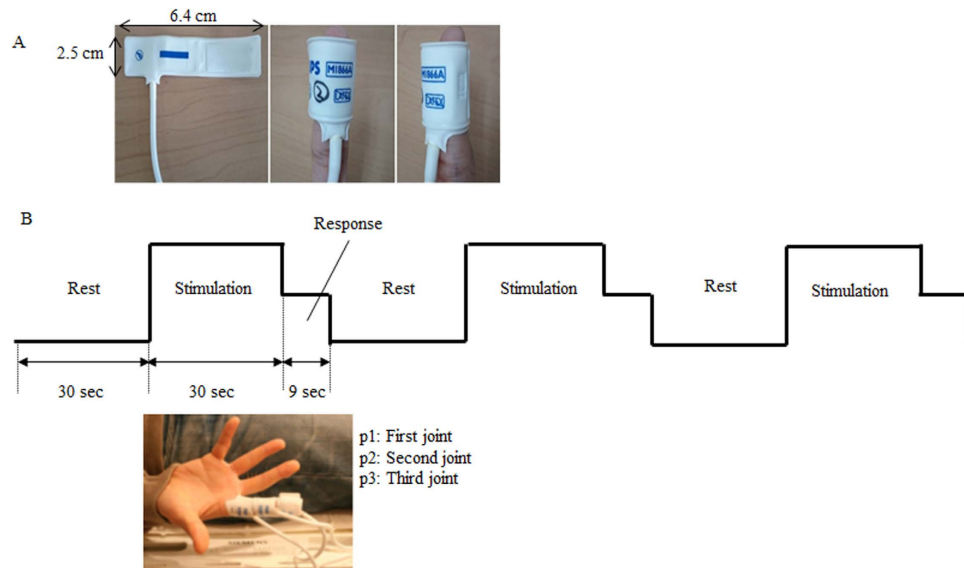 A
6.4 cm
2.5 cm
PS M1866A
2
M1866A
B
Response
Rest
Stimulation
Rest
Stimulation
Rest
Stimulation
30 sec
30 sec
9 sec
p1: First joint
p2: Second joint
p3: Third joint